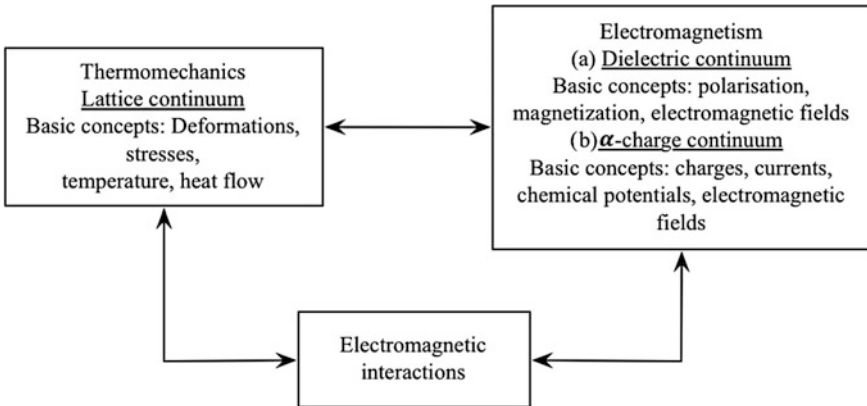 Thermomechanics
Lattice continuum
Basic concepts: Deformations,
stresses,
temperature, heat flow
Electromagnetism
(a) Dielectric continuum
Basic concepts: polarisation,
magnetization, electromagnetic fields
(b) α-charge continuum
Basic concepts: charges, currents,
chemical potentials, electromagnetic
fields
Electromagnetic
interactions